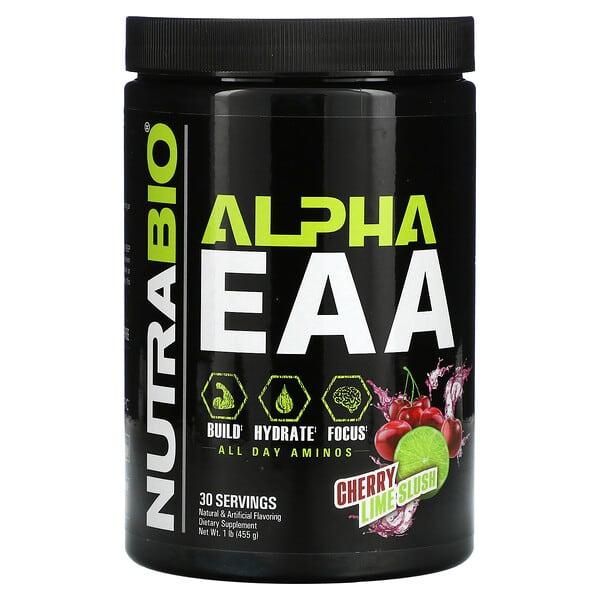 NUTRABIO®
ALPHA
EAA
BUILD‡ HYDRATE‡ FOCUS‡
ALL DAY AMINOS
CHERRY
LIME SLUSH
30 SERVINGS
Natural & Artificial Flavoring
Dietary Supplement
Net Wt. 1 lb (455 g)